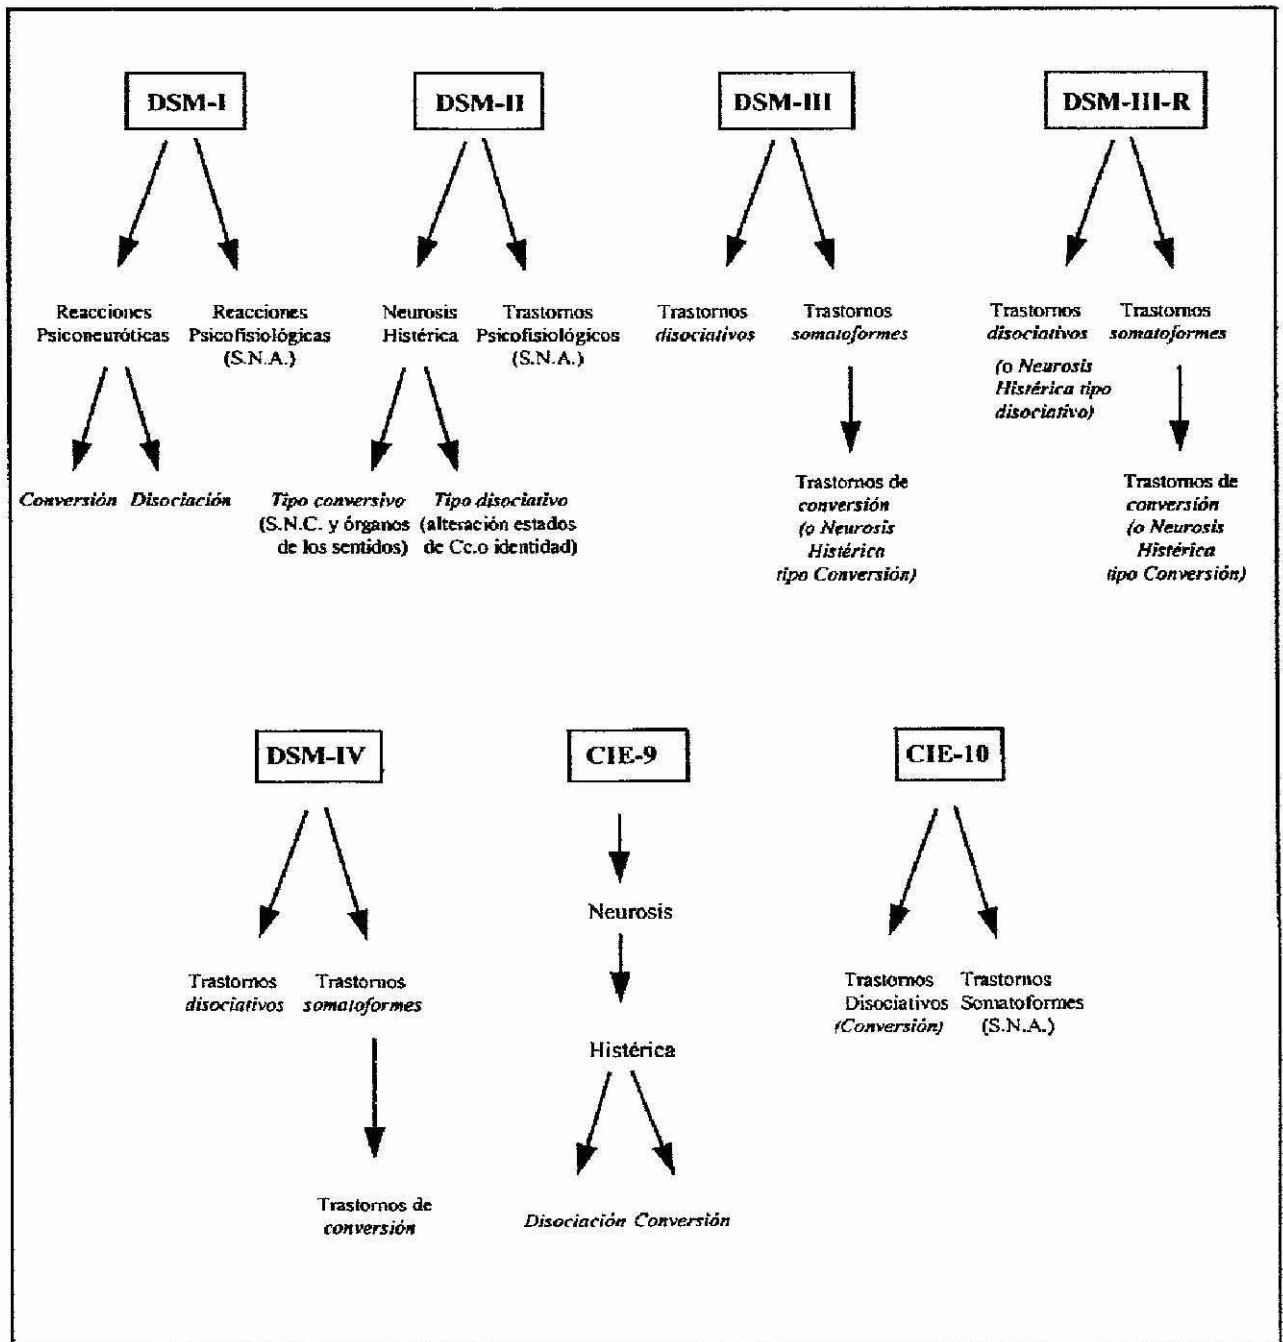 DSM-I
DSM-II
DSM-III
DSM-III-R
Reacciones
Psiconeuróticas
Reacciones
Psicofisiológicas
(S.N.A.)
Neurosis
Histérica
Trastornos
Psicofisiológicos
(S.N.A.)
Trastornos
disociativos
Trastornos
somatoformes
Trastornos
disociativos
(o Neurosis
Histérica tipo
disociativo)
Trastornos
somatoformes
Conversión
Disociación
Tipo conversivo
(S.N.C. y órganos
de los sentidos)
Tipo disociativo
(alteración estados
de Cc.o identidad)
Trastornos de
conversión
(o Neurosis
Histérica
tipo Conversión)
Trastornos de
conversión
(o Neurosis
Histérica
tipo Conversión)
DSM-IV
CIE-9
CIE-10
Trastornos
disociativos
Trastornos
somatoformes
Trastornos de
conversión
Neurosis
Histérica
Disociación
Conversión
Trastornos
Disociativos
(Conversión)
Trastornos
Somatoformes
(S.N.A.)